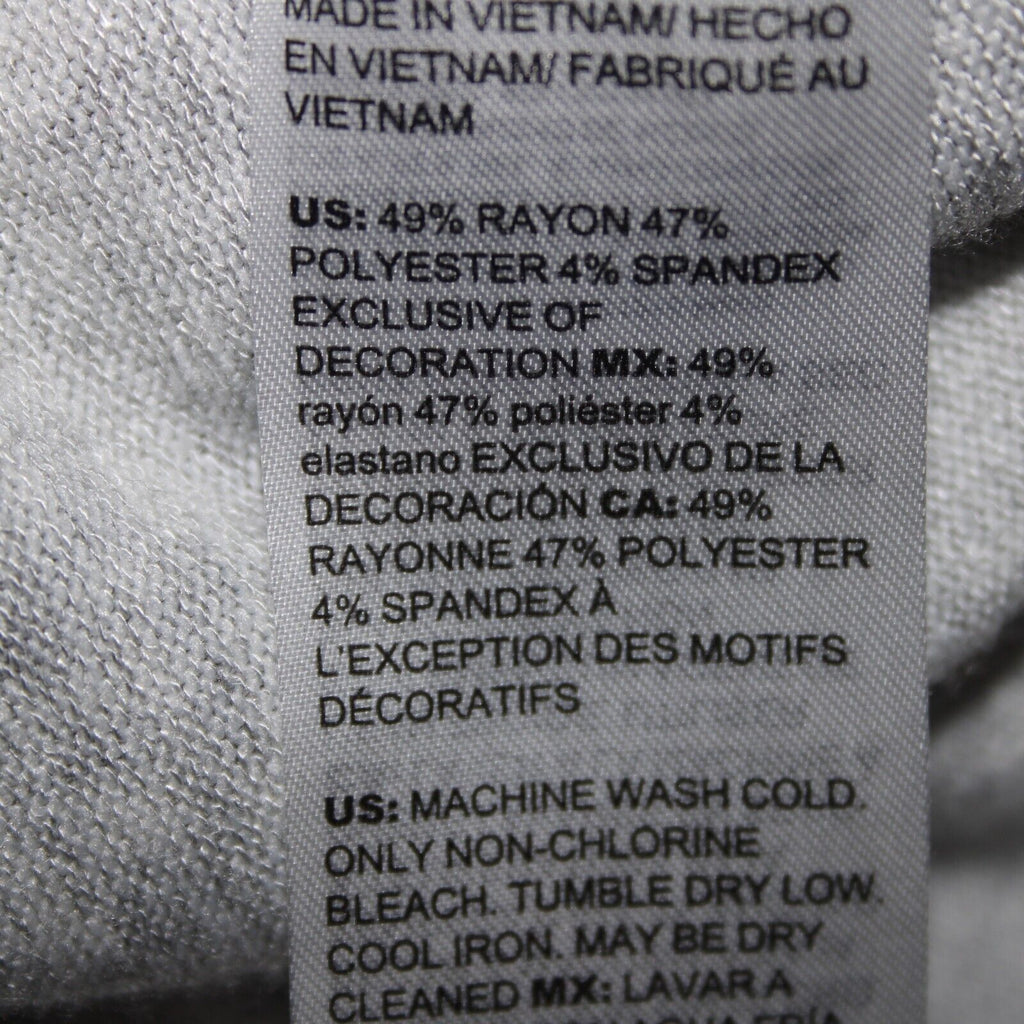 MADE IN VIETNAM/ HECHO
EN VIETNAM/ FABRIQUÉ AU
VIETNAM
US: 49% RAYON 47%
POLYESTER 4% SPANDEX
EXCLUSIVE OF
DECORATION MX: 49%
rayón 47% poliéster 4%
elastano EXCLUSIVO DE LA
DECORACIÓN CA: 49%
RAYONNE 47% POLYESTER
4% SPANDEX À
L'EXCEPTION DES MOTIFS
DÉCORATIFS
US: MACHINE WASH COLD.
ONLY NON-CHLORINE
BLEACH. TUMBLE DRY LOW.
COOL IRON. MAY BE DRY
CLEANED MX: LAVAR A
AGUA FRÍA